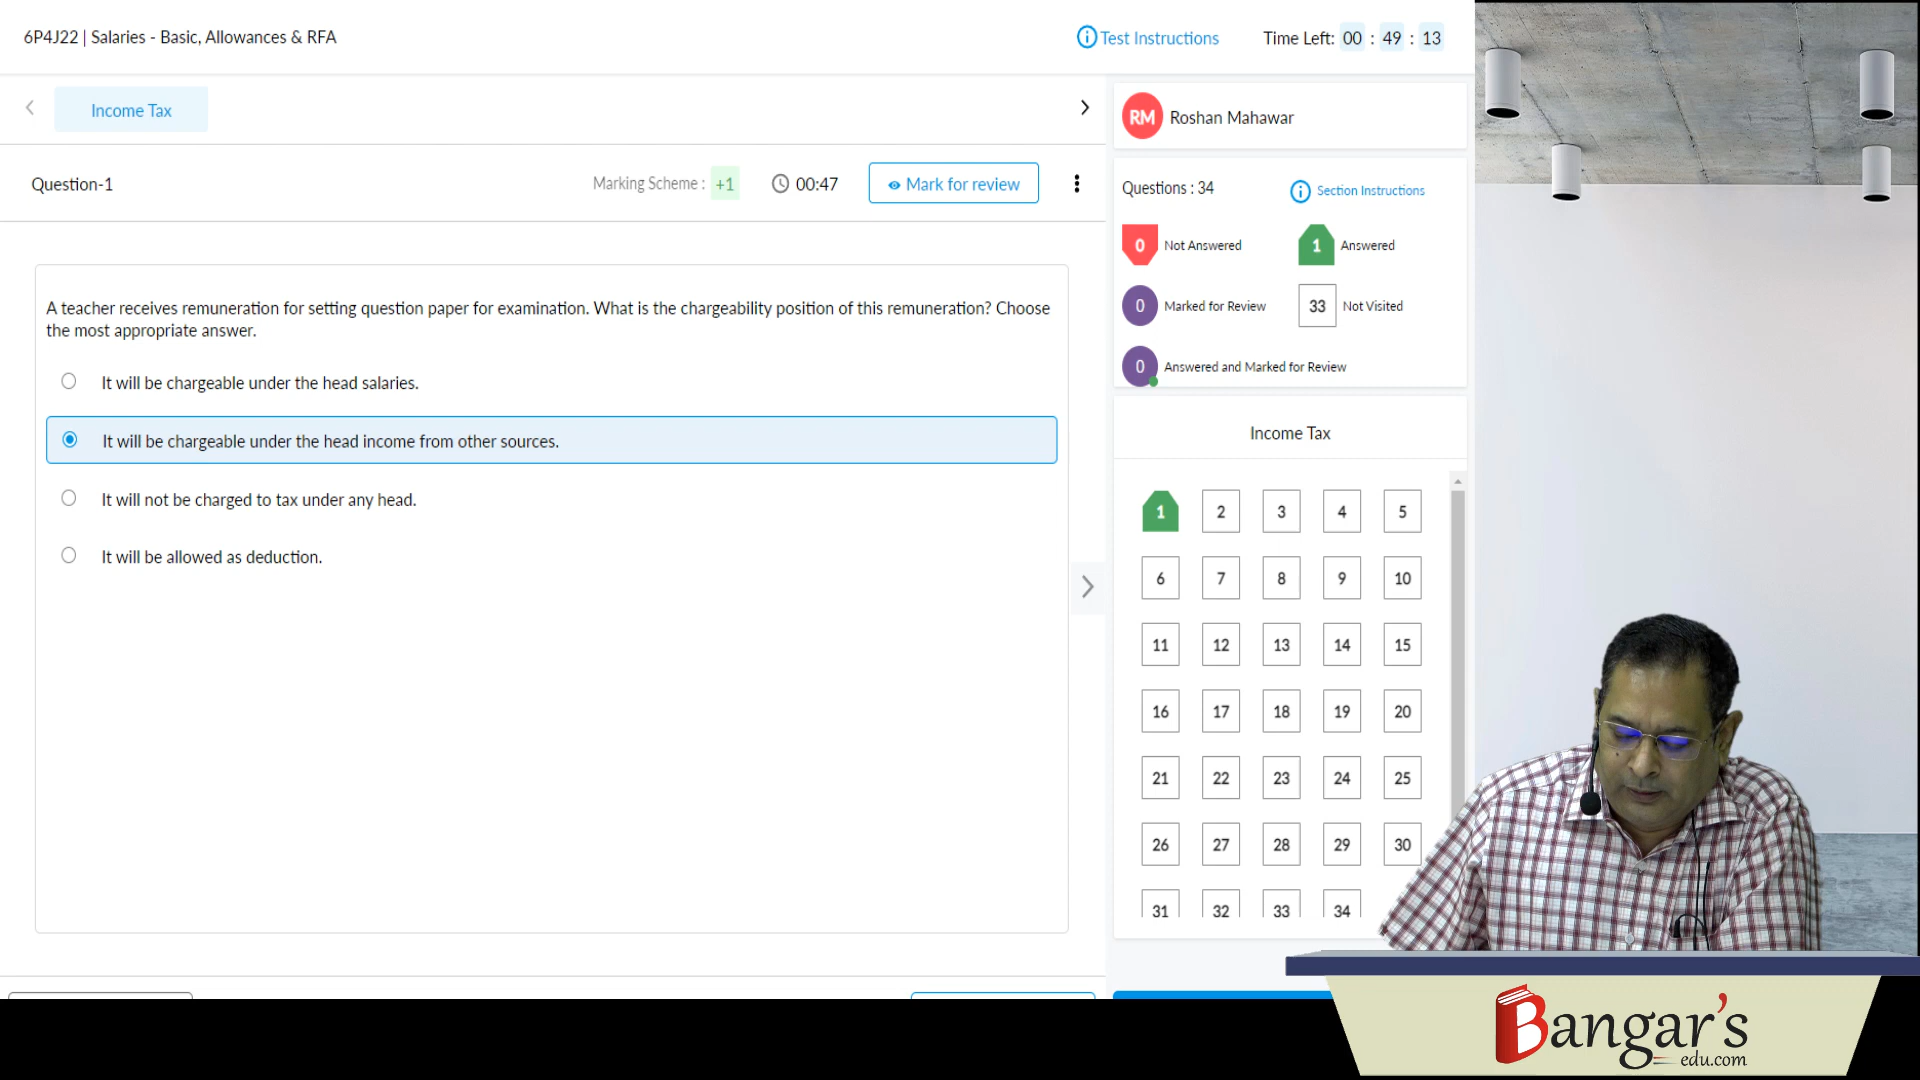 6P4J22 | Salaries - Basic, Allowances & RFA
Test Instructions
Time Left: 00 : 49 : 13
Income Tax
RM Roshan Mahawar
Question-1
Marking Scheme : +1
00:47
Mark for review
Questions : 34
Section Instructions
0 Not Answered
1 Answered
0 Marked for Review
33 Not Visited
0 Answered and Marked for Review
A teacher receives remuneration for setting question paper for examination. What is the chargeability position of this remuneration? Choose
the most appropriate answer.
It will be chargeable under the head salaries.
It will be chargeable under the head income from other sources.
It will not be charged to tax under any head.
It will be allowed as deduction.
Income Tax
1 2 3 4 5
6 7 8 9 10
11 12 13 14 15
16 17 18 19 20
21 22 23 24 25
26 27 28 29 30
31 32 33 34
Bangar's
edu.com